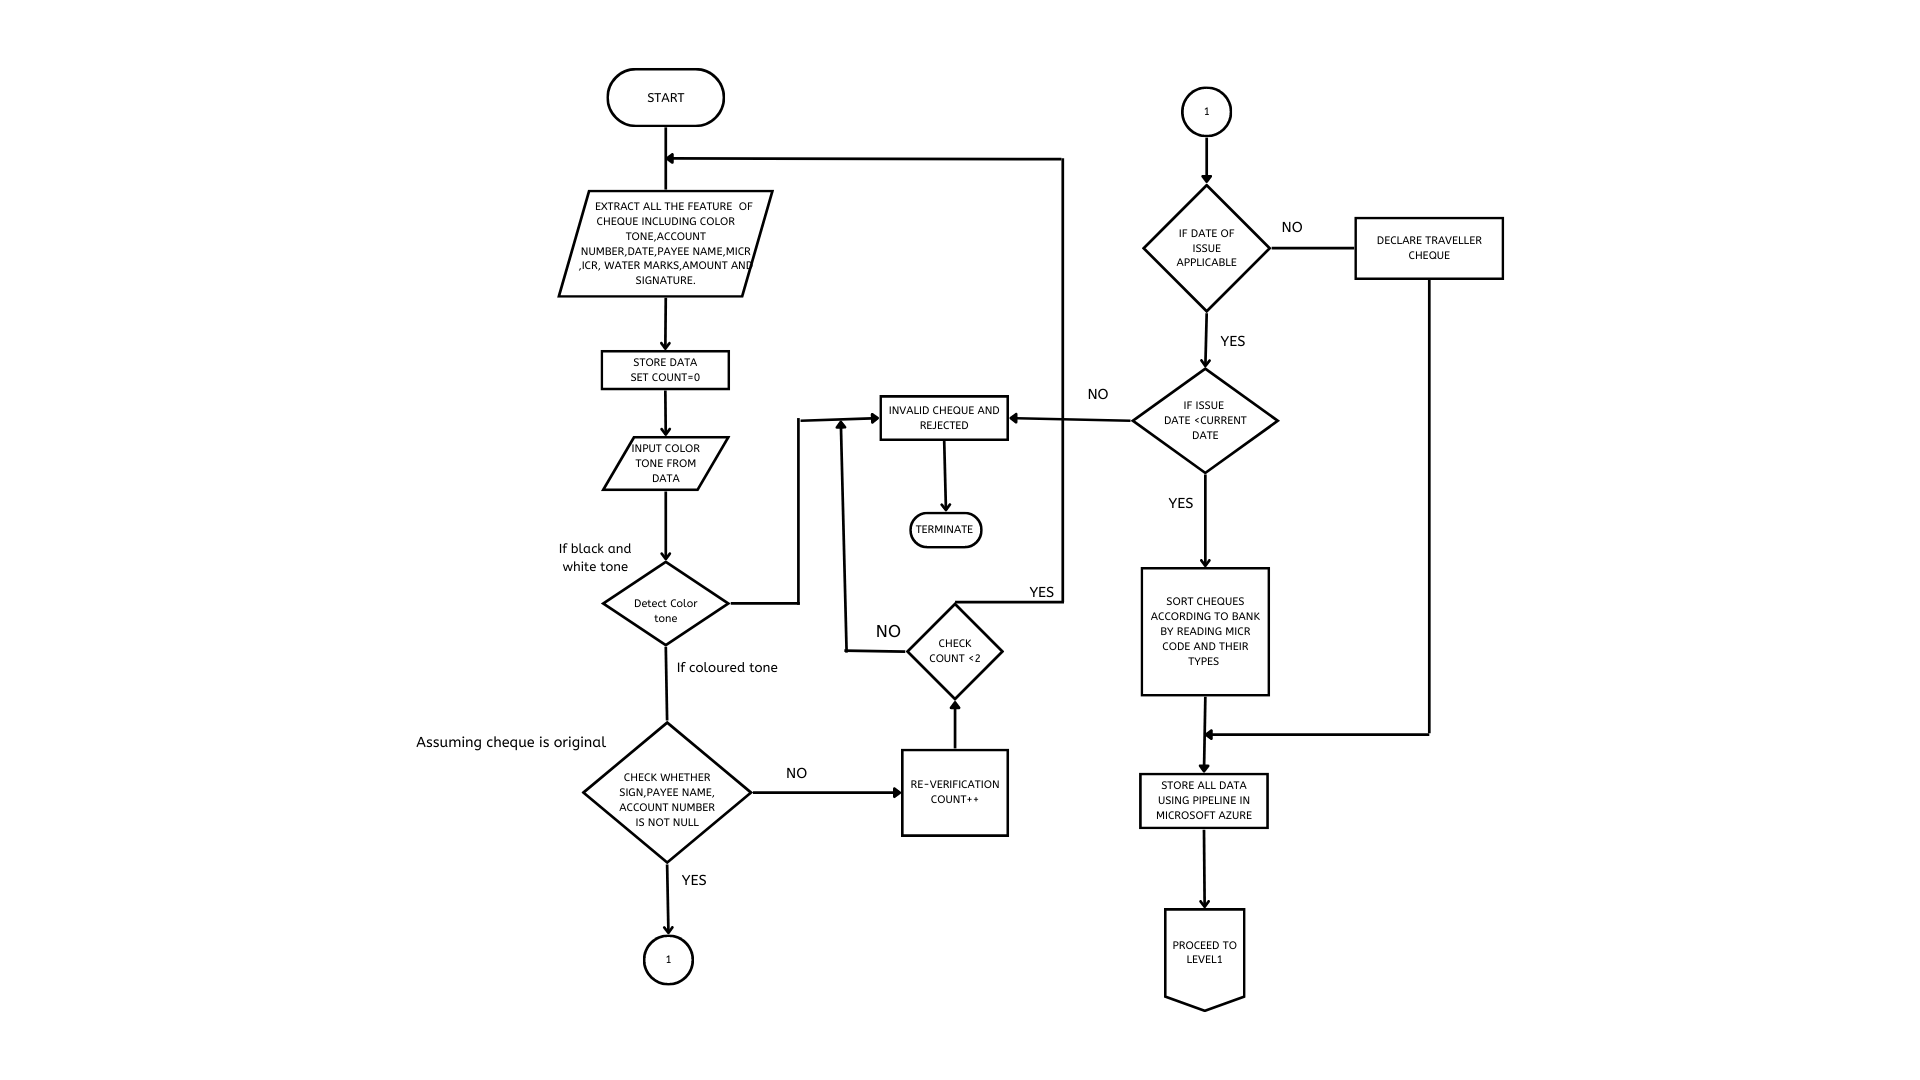 START
EXTRACT ALL THE FEATURE OF
CHEQUE INCLUDING COLOR
TONE,ACCOUNT
NUMBER,DATE,PAYEE NAME,MICR
,ICR, WATER MARKS,AMOUNT AND
SIGNATURE.
STORE DATA
SET COUNT=0
INPUT COLOR
TONE FROM
DATA
If black and
white tone
Detect Color
tone
If coloured tone
Assuming cheque is original
CHECK WHETHER
SIGN,PAYEE NAME,
ACCOUNT NUMBER
IS NOT NULL
NO
YES
1
RE-VERIFICATION
COUNT++
CHECK
COUNT <2
NO
YES
INVALID CHEQUE AND
REJECTED
TERMINATE
1
IF DATE OF
ISSUE
APPLICABLE
NO
DECLARE TRAVELLER
CHEQUE
YES
IF ISSUE
DATE <CURRENT
DATE
NO
YES
SORT CHEQUES
ACCORDING TO BANK
BY READING MICR
CODE AND THEIR
TYPES
STORE ALL DATA
USING PIPELINE IN
MICROSOFT AZURE
PROCEED TO
LEVEL1